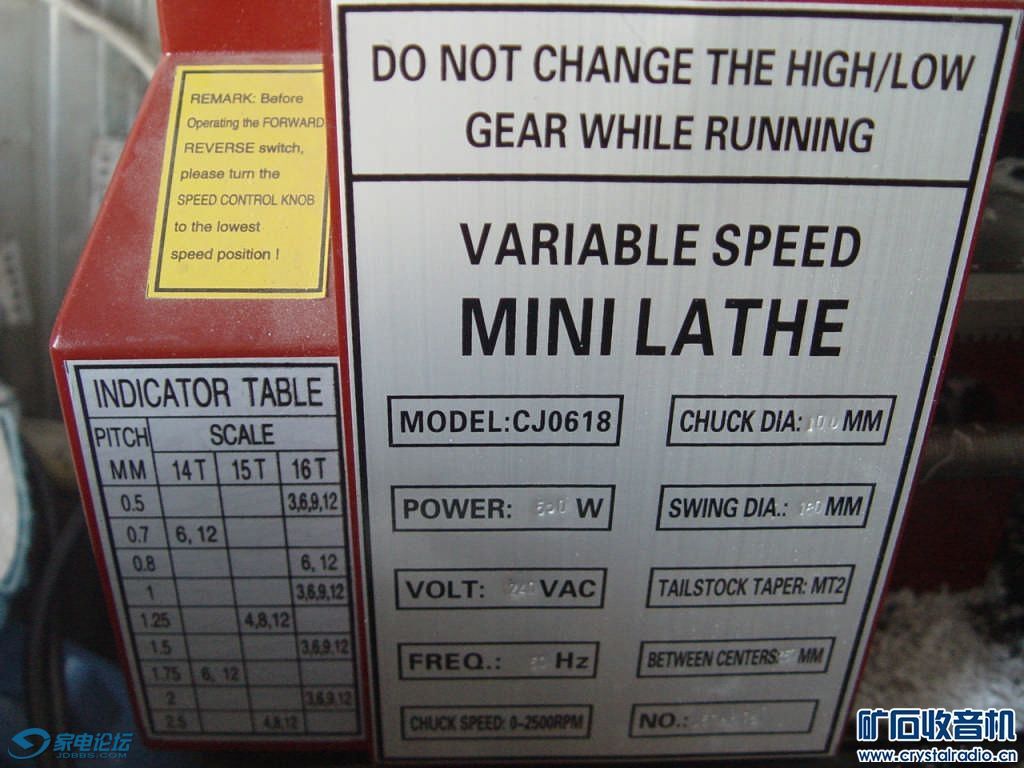 DO NOT CHANGE THE HIGH/LOW
GEAR WHILE RUNNING
REMARK: Before
Operating the FORWARD
REVERSE switch,
please turn the
SPEED CONTROL KNOB
to the lowest
speed position !
VARIABLE SPEED
MINI LATHE
MODEL:CJ0618
CHUCK DIA: 100 MM
POWER: W
SWING DIA.: 180 MM
VOLT: 240 VAC
TAILSTOCK TAPER: MT2
FREQ.: Hz
BETWEEN CENTERS: MM
CHUCK SPEED: 0-2500RPM
NO.:
INDICATOR TABLE
PITCH SCALE
MM 14T 15T 16T
0.5 3,6,9,12
0.7 6, 12
0.8 6, 12
1 3,6,9,12
1.25 4,8,12
1.5 3,6,9,12
1.75 6, 12
2 3,6,9,12
2.5 4,8,12
家电论坛
JDBBS.COM
矿石收音机
www.crystalradio.cn